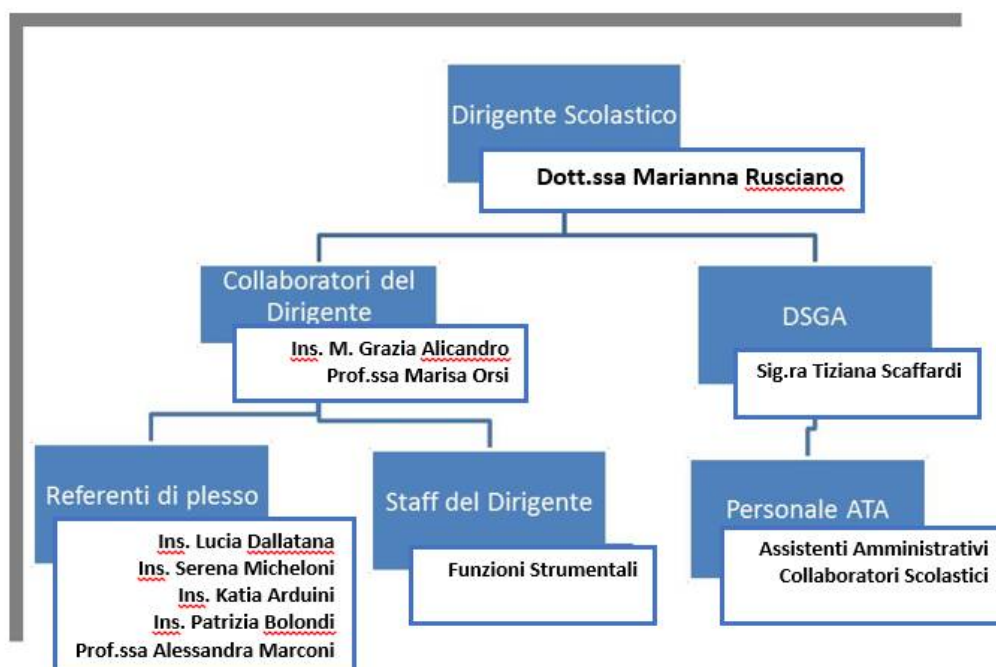 Dirigente Scolastico
Dott.ssa Marianna Rusciano
Collaboratori del
Dirigente
Ins. M. Grazia Alicandro
Prof.ssa Marisa Orsi
DSGA
Sig.ra Tiziana Scaffardi
Referenti di plesso
Ins. Lucia Dallatana
Ins. Serena Micheloni
Ins. Katia Arduini
Ins. Patrizia Bolondi
Prof.ssa Alessandra Marconi
Staff del Dirigente
Funzioni Strumentali
Personale ATA
Assistenti Amministrativi
Collaboratori Scolastici